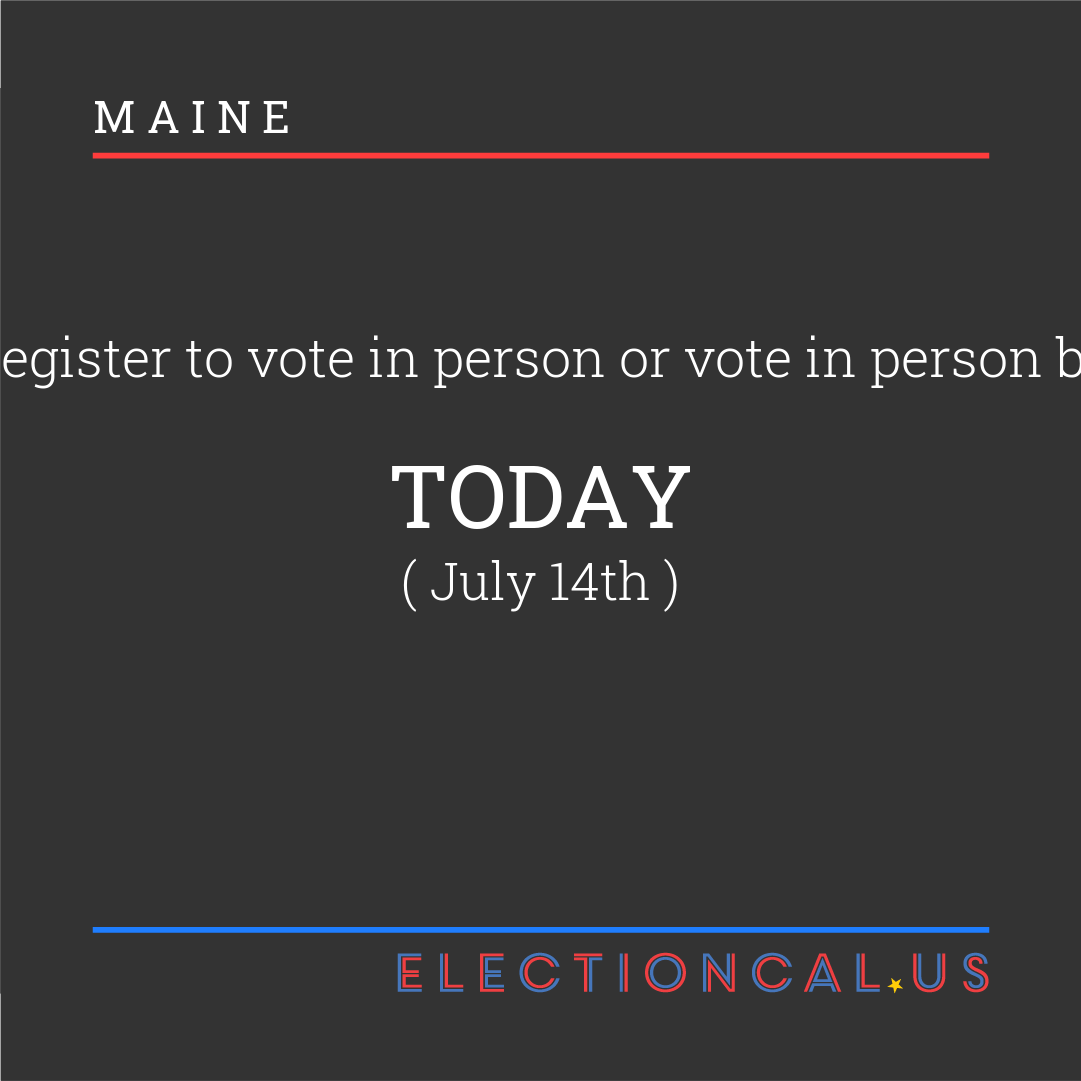 MAINE
egister to vote in person or vote in person b
TODAY
( July 14th )
ELECTIONCAL.US